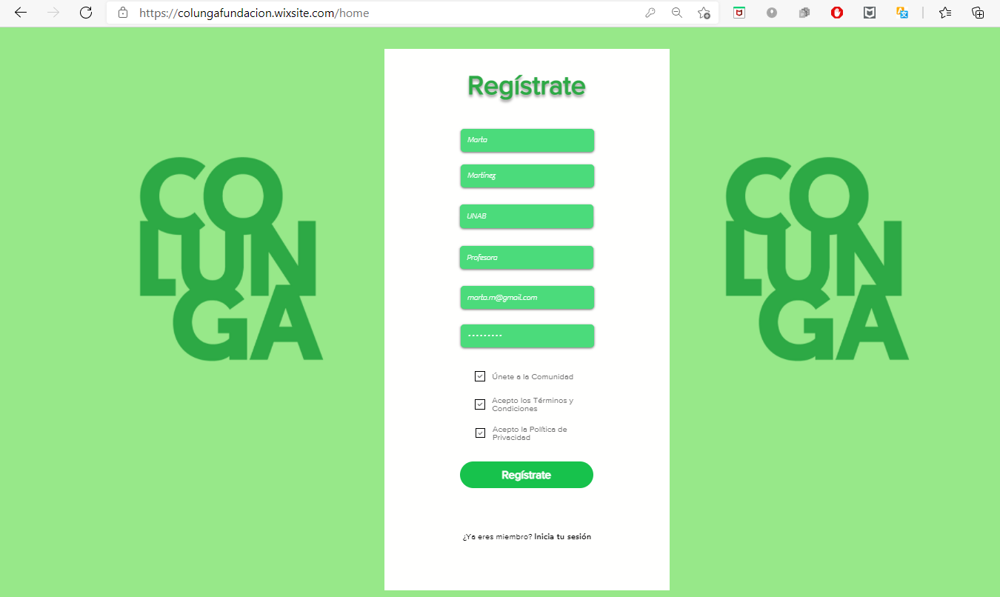 https://colungafundacion.wixsite.com/home
Regístrate
Marta
Martínez
UNAB
Profesora
marta.m@gmail.com
---------
Únete a la Comunidad
Acepto los Términos y
Condiciones
Acepto la Política de
Privacidad
Regístrate
¿Ya eres miembro? Inicia tu sesión
CO
LUN
GA
CO
LUN
GA